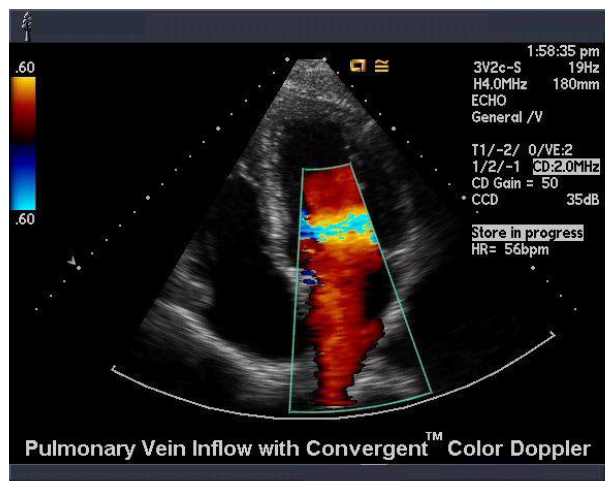 1:58:35 pm
.60
3V2c-S 19Hz
H4.0MHz 180mm
ECHO
General /V
T1/-2/ 0/VE:2
1/2/-1 CD:2.0MHz
CD Gain = 50
.60
CCD 35dB
Store in progress
HR= 56bpm
Pulmonary Vein Inflow with Convergent™ Color Doppler